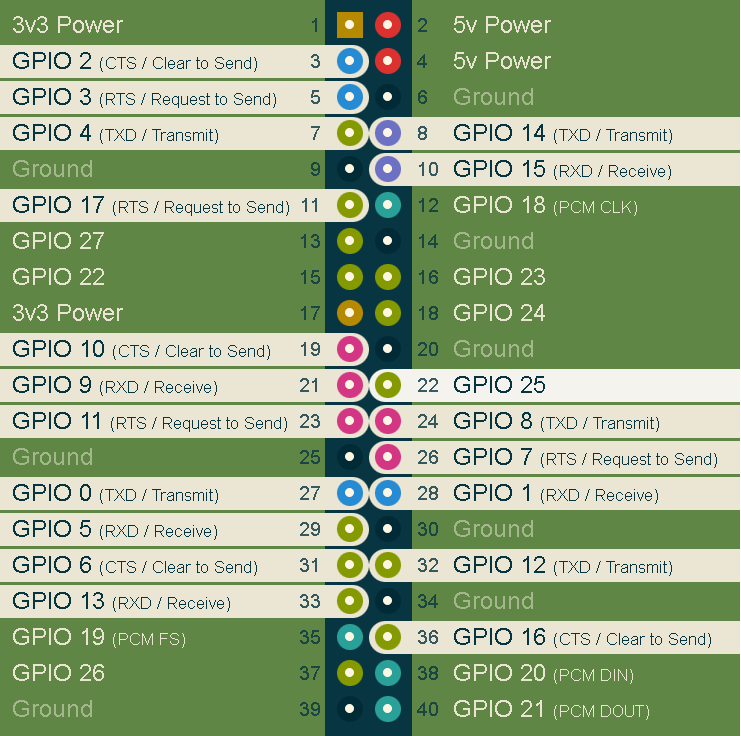 3v3 Power 1 2 5v Power
GPIO 2 (CTS / Clear to Send) 3 4 5v Power
GPIO 3 (RTS / Request to Send) 5 6 Ground
GPIO 4 (TXD / Transmit) 7 8 GPIO 14 (TXD / Transmit)
Ground 9 10 GPIO 15 (RXD / Receive)
GPIO 17 (RTS / Request to Send) 11 12 GPIO 18 (PCM CLK)
GPIO 27 13 14 Ground
GPIO 22 15 16 GPIO 23
3v3 Power 17 18 GPIO 24
GPIO 10 (CTS / Clear to Send) 19 20 Ground
GPIO 9 (RXD / Receive) 21 22 GPIO 25
GPIO 11 (RTS / Request to Send) 23 24 GPIO 8 (TXD / Transmit)
Ground 25 26 GPIO 7 (RTS / Request to Send)
GPIO 0 (TXD / Transmit) 27 28 GPIO 1 (RXD / Receive)
GPIO 5 (RXD / Receive) 29 30 Ground
GPIO 6 (CTS / Clear to Send) 31 32 GPIO 12 (TXD / Transmit)
GPIO 13 (RXD / Receive) 33 34 Ground
GPIO 19 (PCM FS) 35 36 GPIO 16 (CTS / Clear to Send)
GPIO 26 37 38 GPIO 20 (PCM DIN)
Ground 39 40 GPIO 21 (PCM DOUT)